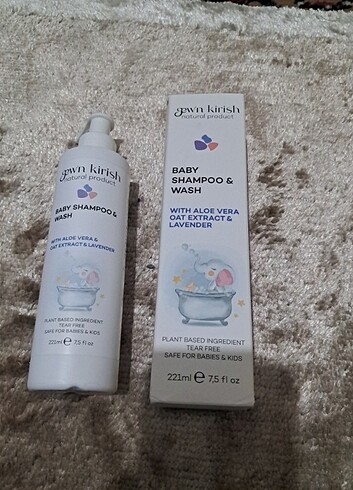 gwn kirish
natural product
BABY SHAMPOO &
WASH
WITH ALOE VERA &
OAT EXTRACT & LAVENDER
PLANT BASED INGREDIENT
TEAR FREE
SAFE FOR BABIES & KIDS
221ml e 7,5 fl oz
gwn kirish
natural product
BABY
SHAMPOO &
WASH
WITH ALOE VERA
OAT EXTRACT &
LAVENDER
PLANT BASED INGREDIENT
TEAR FREE
SAFE FOR BABIES & KIDS
221ml e 7,5 fl oz